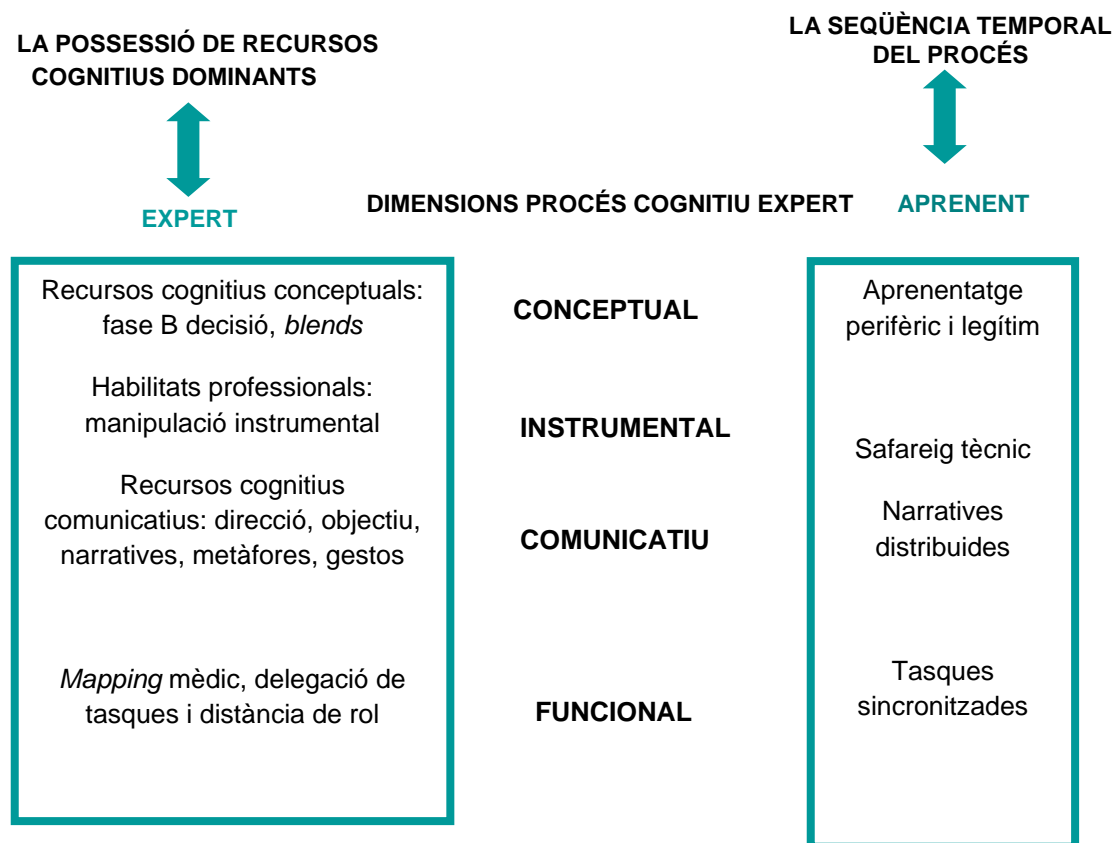 LA POSSESSIÓ DE RECURSOS
COGNITIUS DOMINANTS
LA SEQÜÈNCIA TEMPORAL
DEL PROCÉS
EXPERT
DIMENSIONS PROCÉS COGNITIU EXPERT
APRENENT
Recursos cognitius conceptuals:
fase B decisió, blends
Habilitats professionals:
manipulació instrumental
Recursos cognitius
comunicatius: direcció, objectiu,
narratives, metàfores, gestos
Mapping mèdic, delegació de
tasques i distància de rol
CONCEPTUAL
INSTRUMENTAL
COMUNICATIU
FUNCIONAL
Aprenentatge
perifèric i legítim
Safareig tècnic
Narratives
distribuides
Tasques
sincronitzades